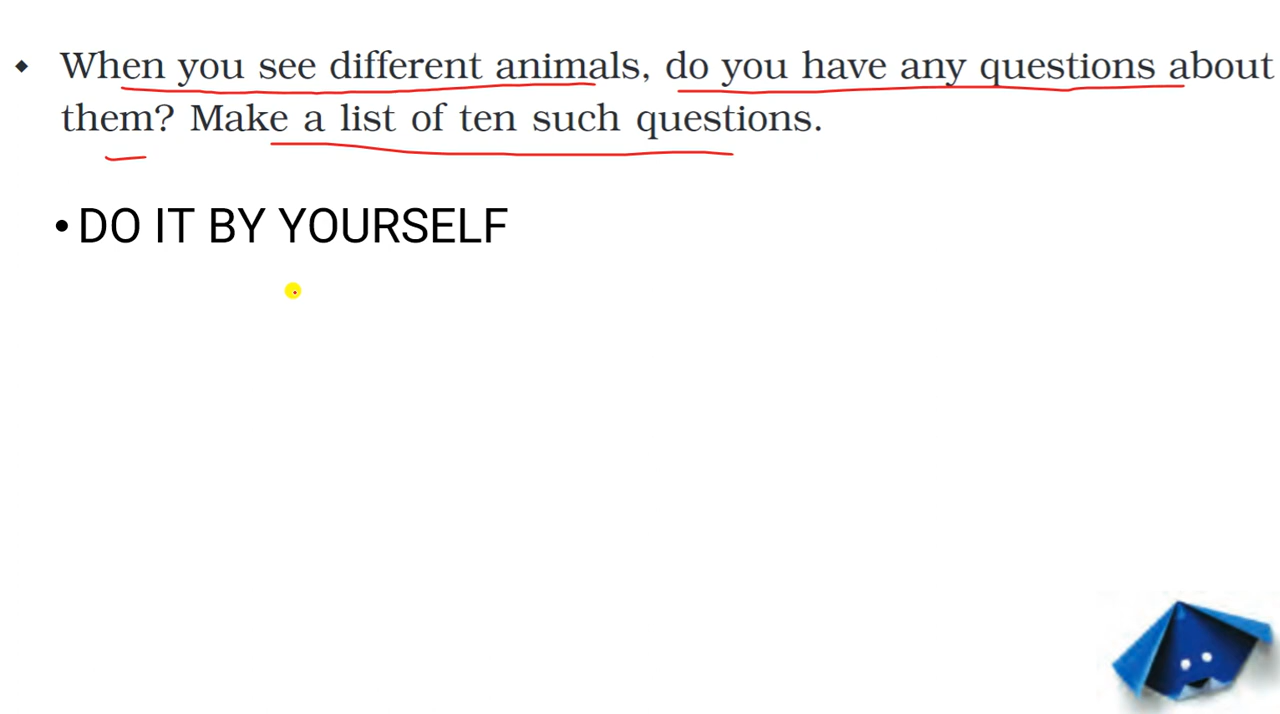 ◆ When you see different animals, do you have any questions about
them? Make a list of ten such questions.
• DO IT BY YOURSELF